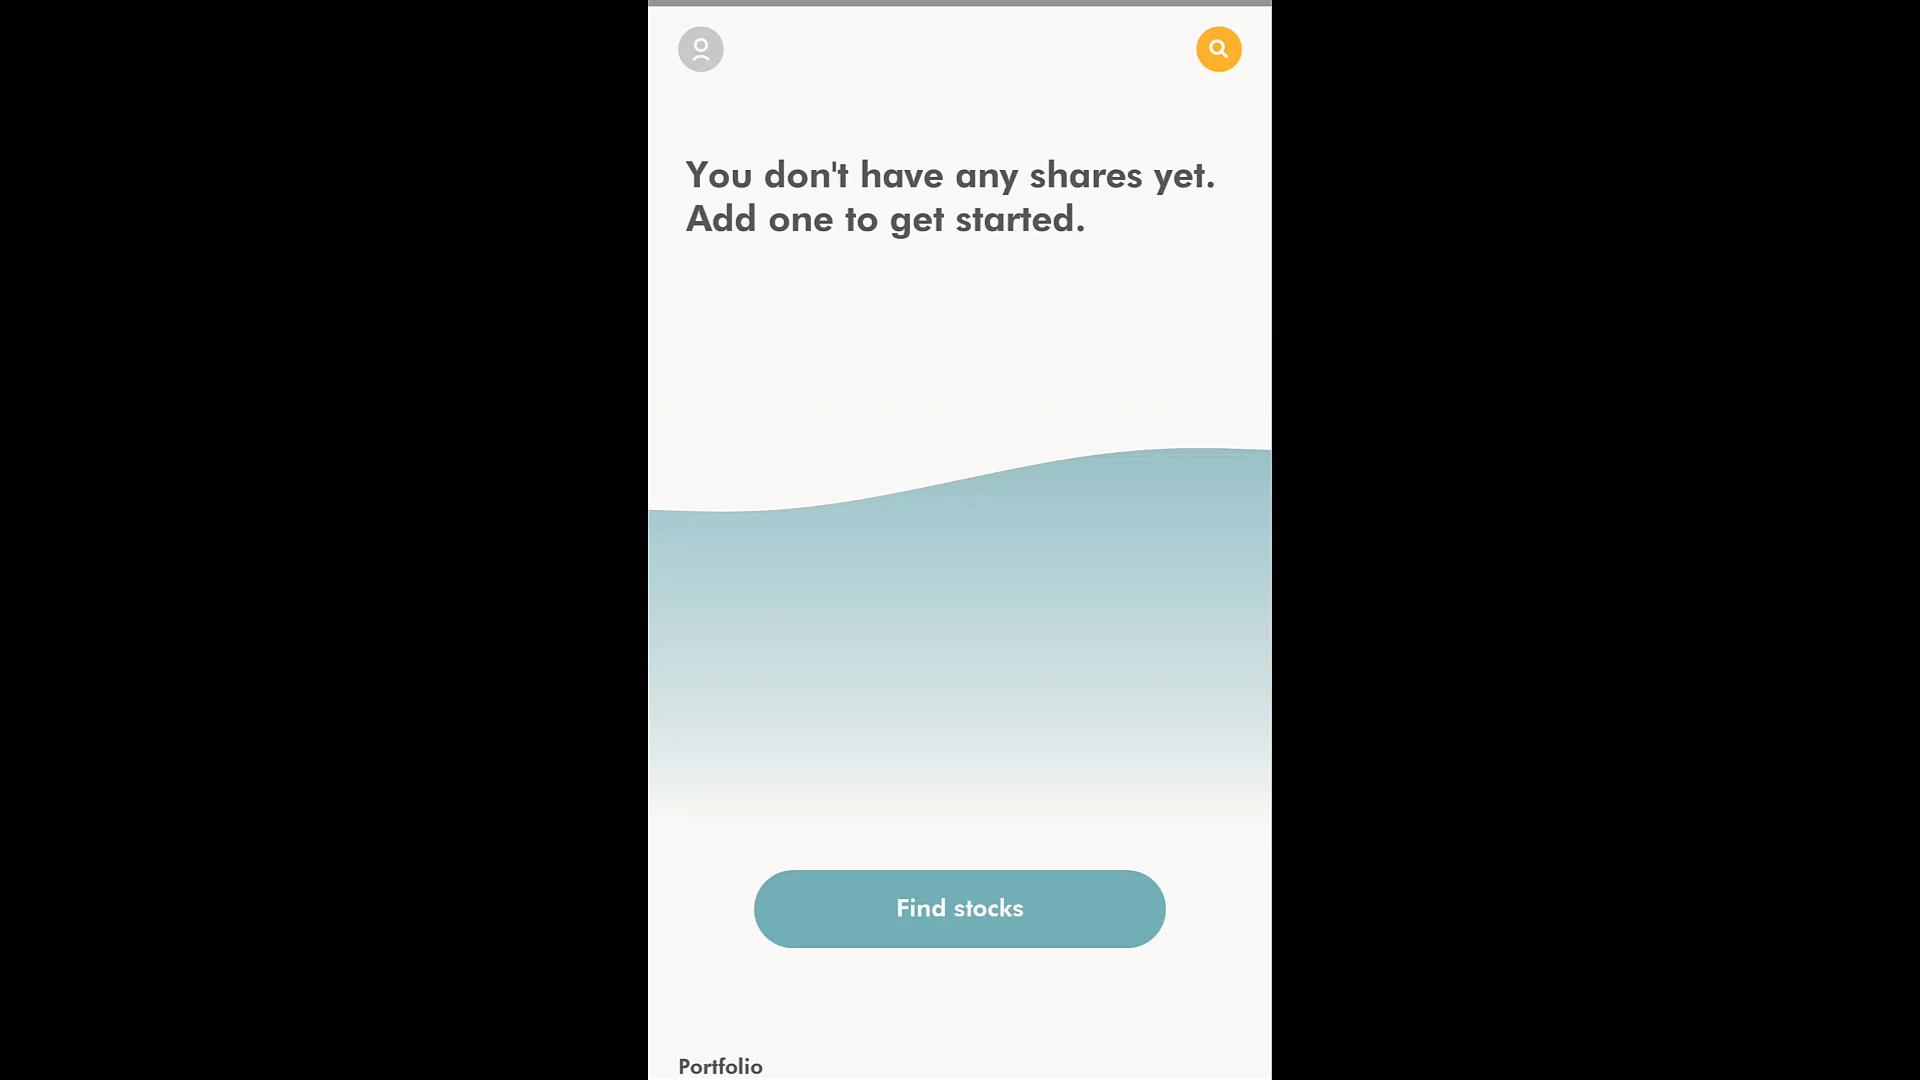 You don't have any shares yet.
Add one to get started.
Find stocks
Portfolio